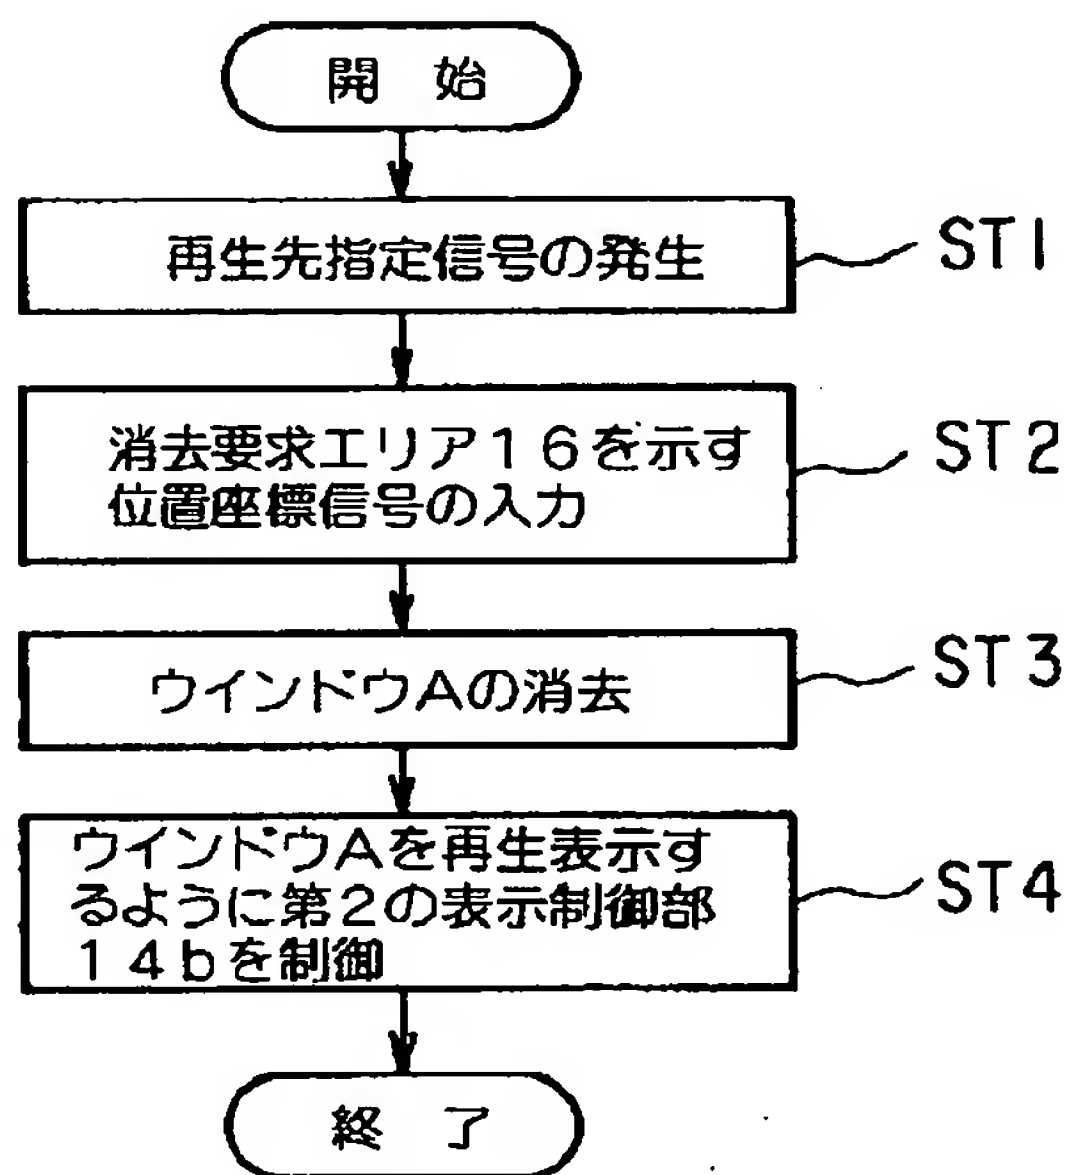 開 始
再生先指定信号の発生
ST1
消去要求エリア16を示す
位置座標信号の入力
ST2
ウインドウAの消去
ST3
ウインドウAを再生表示す
るように第2の表示制御部
14bを制御
ST4
終 了